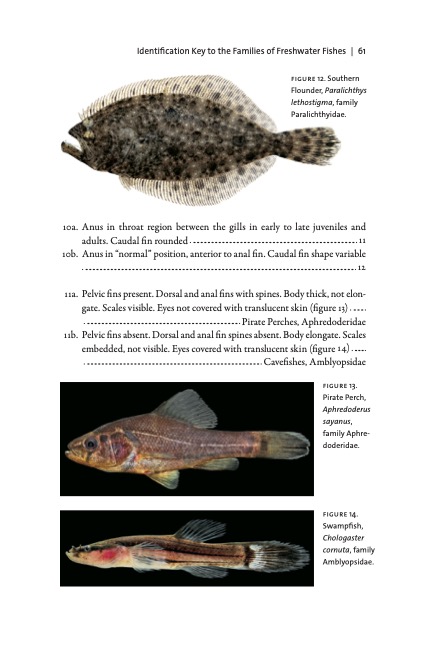 Identification Key to the Families of Freshwater Fishes | 61
FIGURE 12. Southern
Flounder, Paralichthys
lethostigma, family
Paralichthyidae.
10a. Anus in throat region between the gills in early to late juveniles and
adults. Caudal fin rounded ---------- 11
10b. Anus in “normal” position, anterior to anal fin. Caudal fin shape variable
---------- 12
11a. Pelvic fins present. Dorsal and anal fins with spines. Body thick, not elon-
gate. Scales visible. Eyes not covered with translucent skin (figure 13) ----
---------- Pirate Perches, Aphredoderidae
11b. Pelvic fins absent. Dorsal and anal fin spines absent. Body elongate. Scales
embedded, not visible. Eyes covered with translucent skin (figure 14) ----
---------- Cavefishes, Amblyopsidae
FIGURE 13.
Pirate Perch,
Aphredoderus
sayanus,
family Aphre-
doderidae.
FIGURE 14.
Swampfish,
Chologaster
cornuta, family
Amblyopsidae.